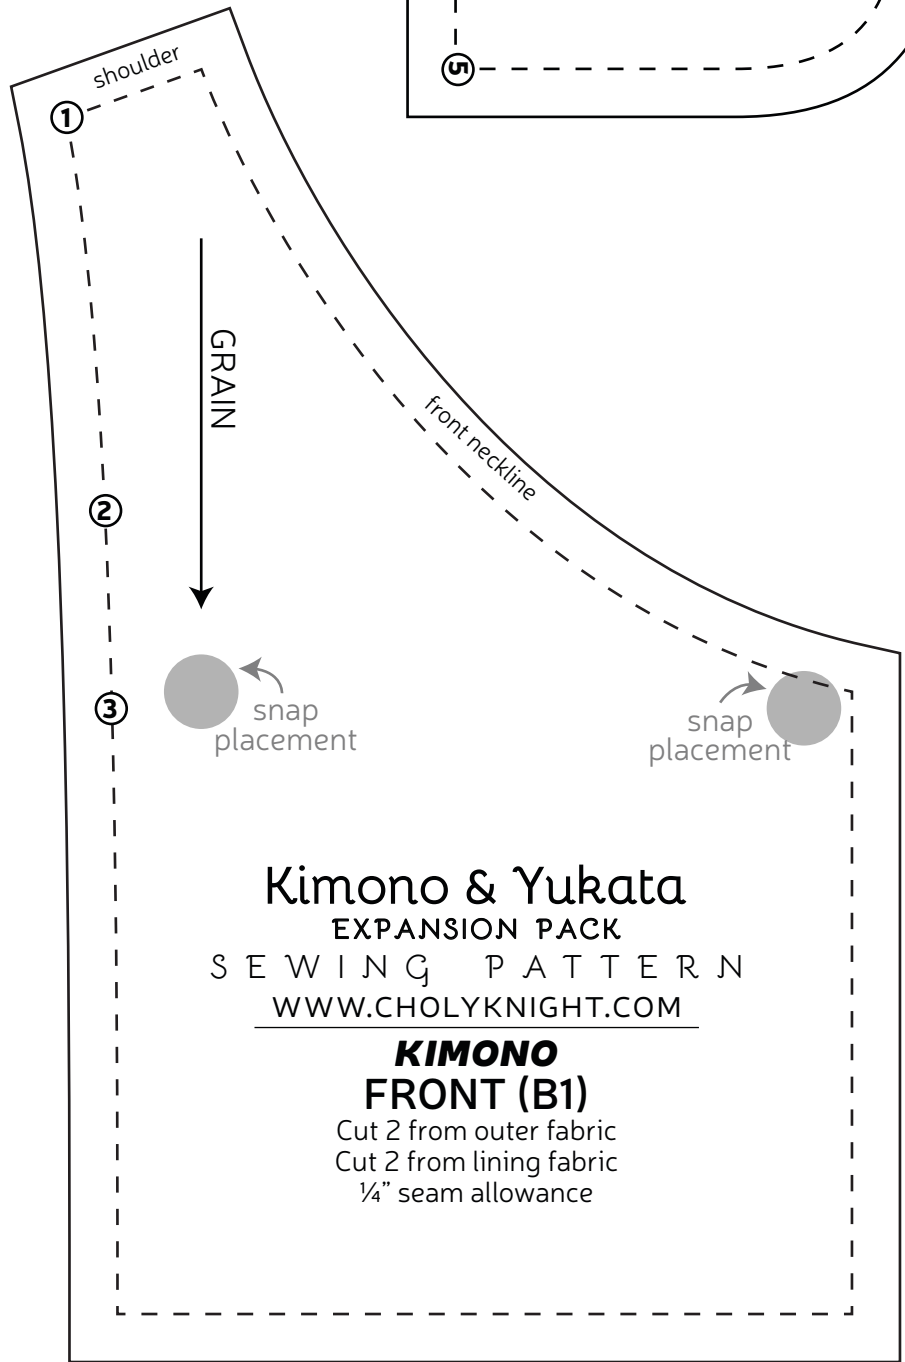 5
shoulder
1
GRAIN
front neckline
2
3
snap
placement
snap
placement
Kimono & Yukata
EXPANSION PACK
SEWING PATTERN
WWW.CHOLYKNIGHT.COM
KIMONO
FRONT (B1)
Cut 2 from outer fabric
Cut 2 from lining fabric
¼” seam allowance